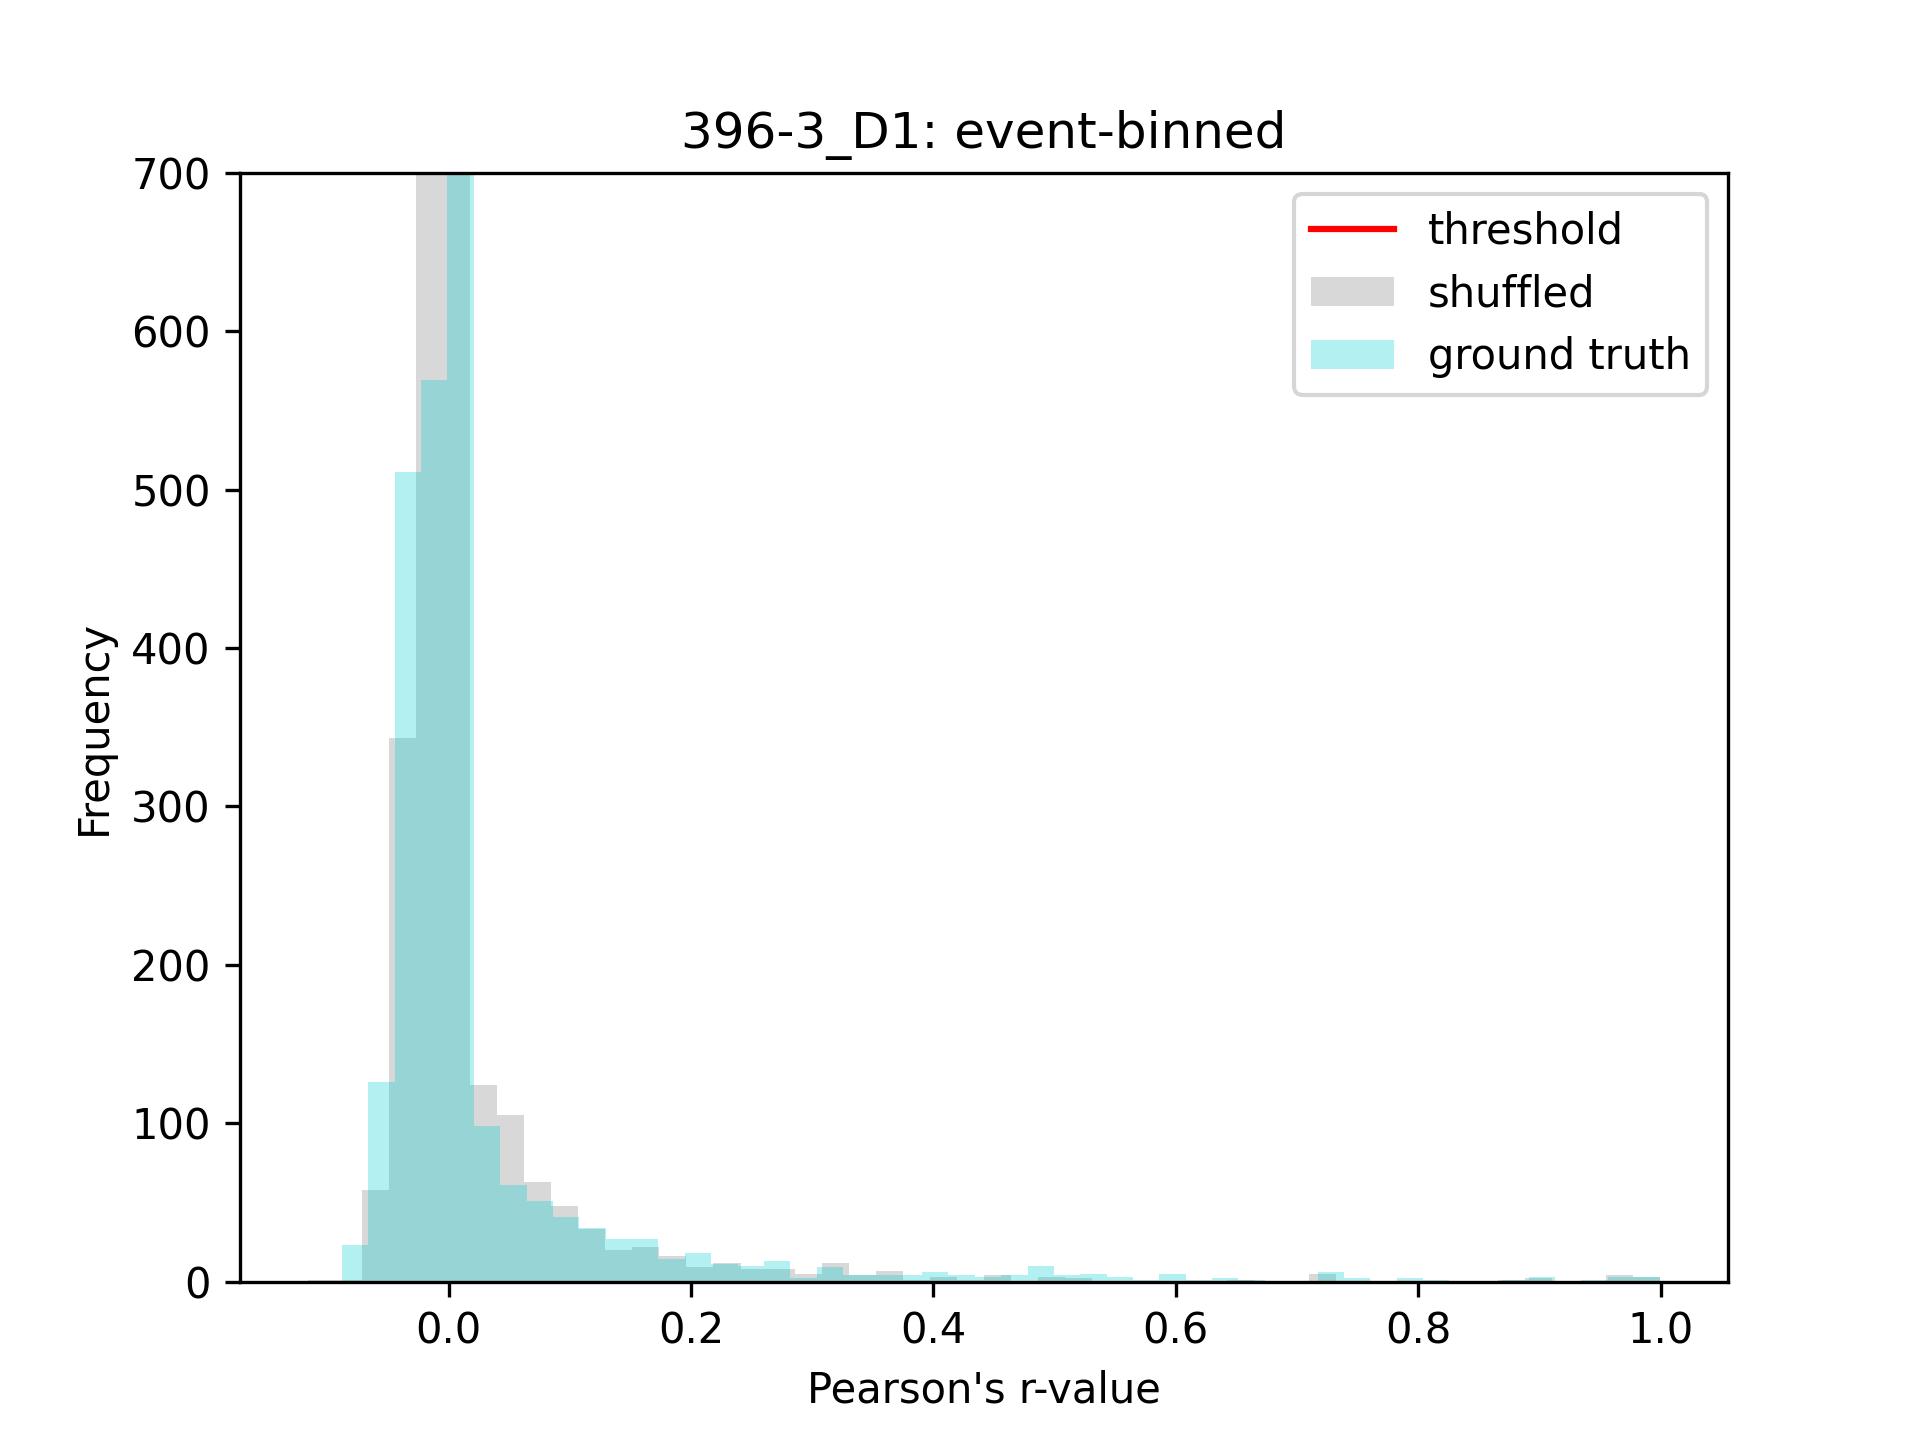 396-3_D1: event-binned
700
600
500
400
300
200
100
0
Frequency
threshold
shuffled
ground truth
0.0 0.2 0.4 0.6 0.8 1.0
Pearson's r-value